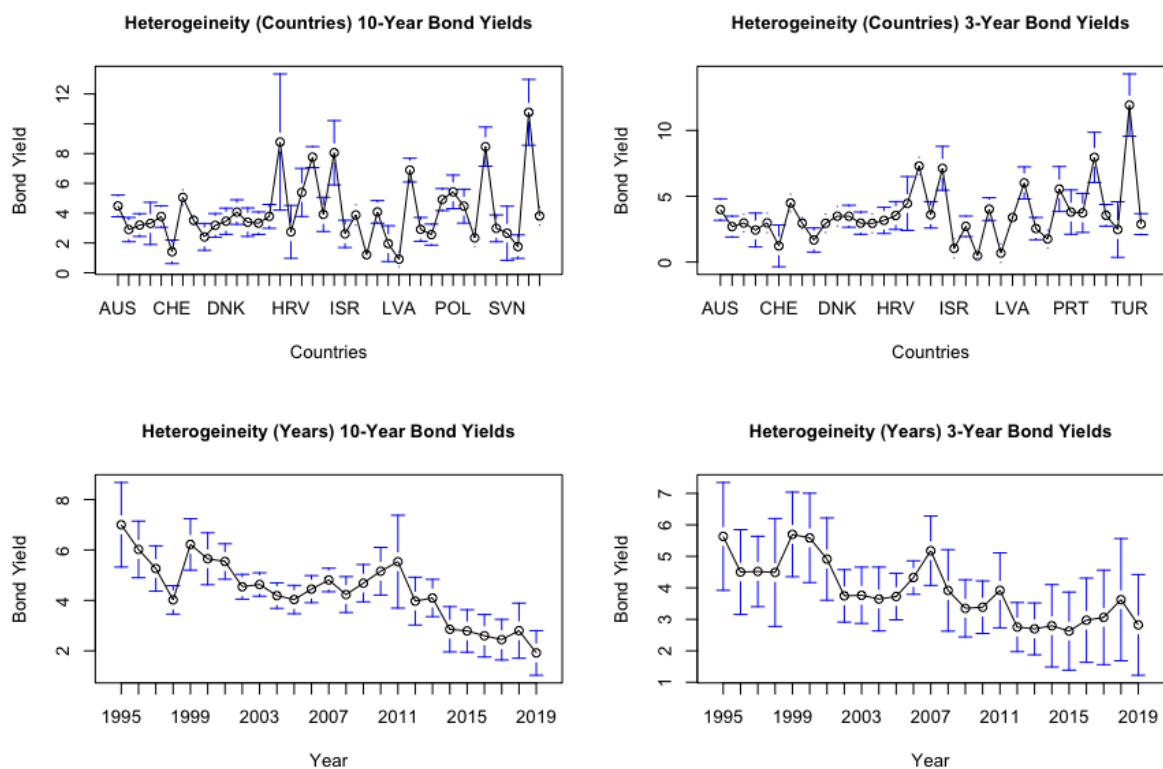 Heterogeineity (Countries) 10-Year Bond Yields
Bond Yield
0 2 4 6 8 12
AUS CHE DNK HRV ISR LVA POL SVN
Countries
Heterogeineity (Countries) 3-Year Bond Yields
Bond Yield
0 5 10
AUS CHE DNK HRV ISR LVA PRT TUR
Countries
Heterogeineity (Years) 10-Year Bond Yields
Bond Yield
2 4 6 8
1995 1999 2003 2007 2011 2015 2019
Year
Heterogeineity (Years) 3-Year Bond Yields
Bond Yield
1 2 3 4 5 6 7
1995 1999 2003 2007 2011 2015 2019
Year